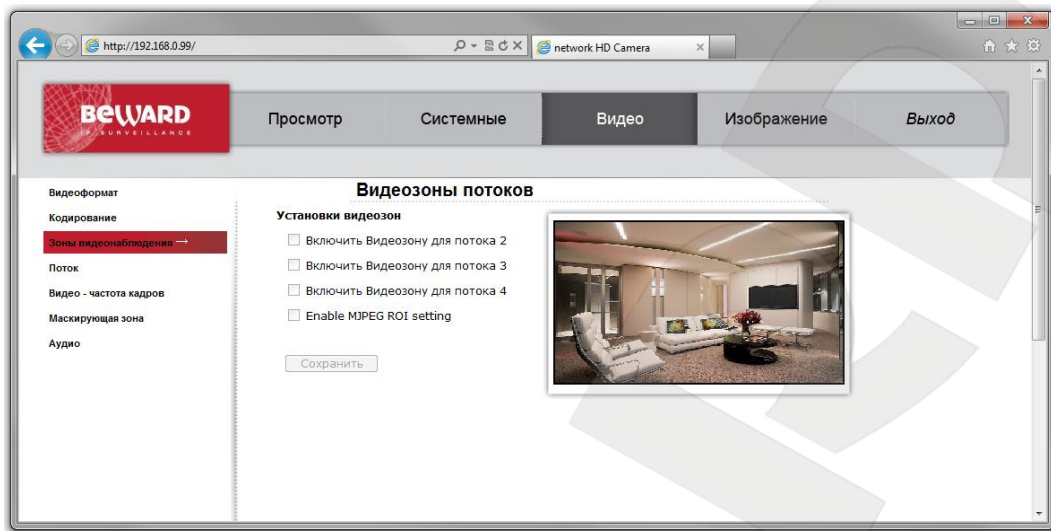 http://192.168.0.99/
network HD Camera
BEWARD
IP SURVEILLANCE
Просмотр
Системные
Видео
Изображение
Выход
Видеоформат
Кодирование
Зоны видеонаблюдения →
Поток
Видео - частота кадров
Маскирующая зона
Аудио
Видеозоны потоков
Установки видеозон
Включить Видеозону для потока 2
Включить Видеозону для потока 3
Включить Видеозону для потока 4
Enable MJPEG ROI setting
Сохранить